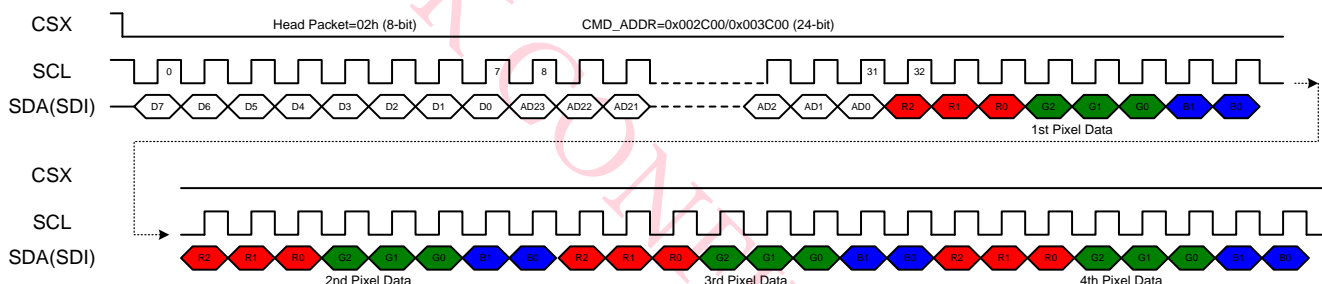 CSX Head Packet=02h (8-bit) CMD_ADDR=0x002C00/0x003C00 (24-bit)
SCL 0 7 8 31 32
SDA(SDI) D7 D6 D5 D4 D3 D2 D1 D0 AD23 AD22 AD21 AD2 AD1 AD0 R2 R1 R0 G2 G1 G0 B1 B0
1st Pixel Data
CSX
SCL
SDA(SDI) R2 R1 R0 G2 G1 G0 B1 B0 R2 R1 R0 G2 G1 G0 B1 B0 R2 R1 R0 G2 G1 G0 B1 B0
2nd Pixel Data 3rd Pixel Data 4th Pixel Data